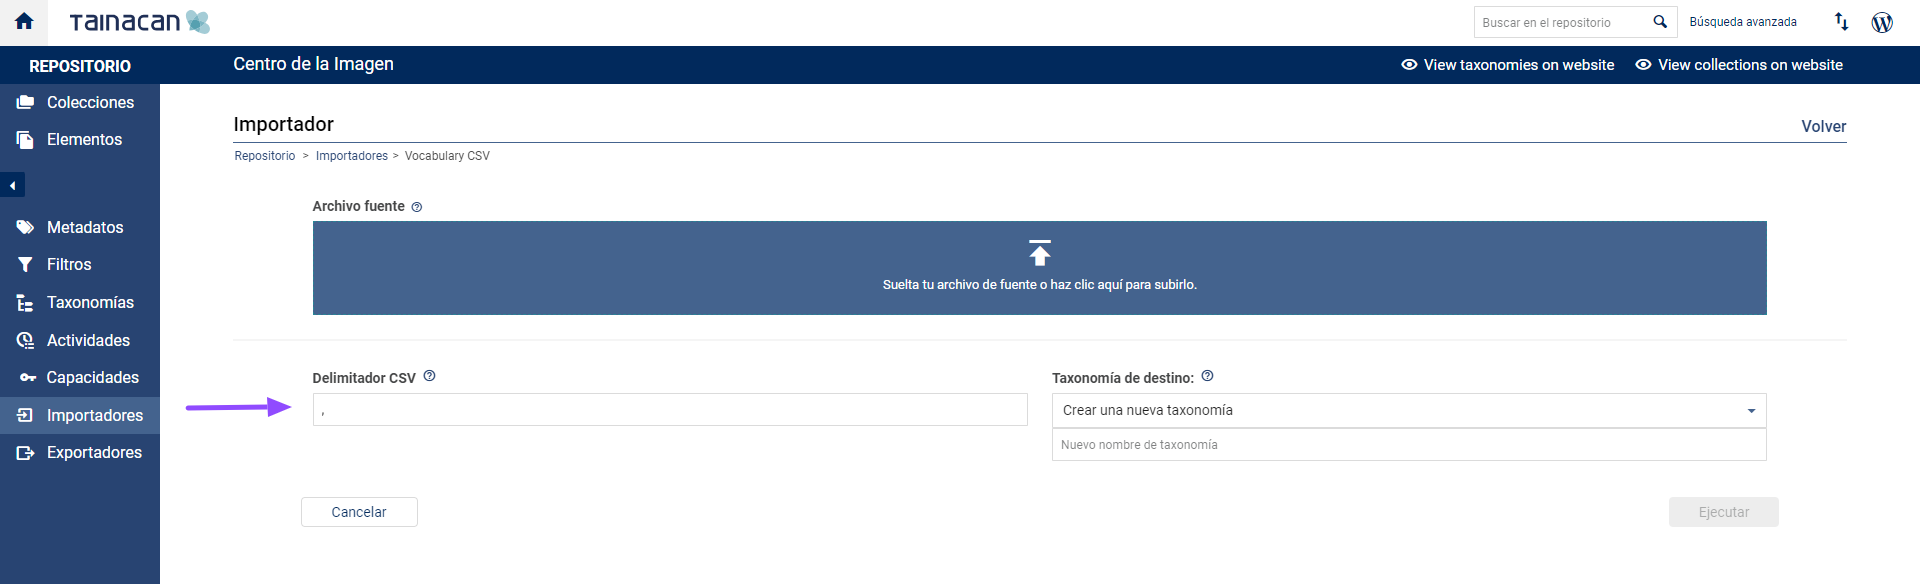 TAINACAN
Buscar en el repositorio
Búsqueda avanzada
REPOSITORIO
Centro de la Imagen
View taxonomies on website
View collections on website
Colecciones
Elementos
Metadatos
Filtros
Taxonomías
Actividades
Capacidades
Importadores
Exportadores
Importador
Volver
Repositorio > Importadores > Vocabulary CSV
Archivo fuente
Suelta tu archivo de fuente o haz clic aquí para subirlo.
Delimitador CSV
,
Taxonomía de destino:
Crear una nueva taxonomía
Nuevo nombre de taxonomía
Cancelar
Ejecutar